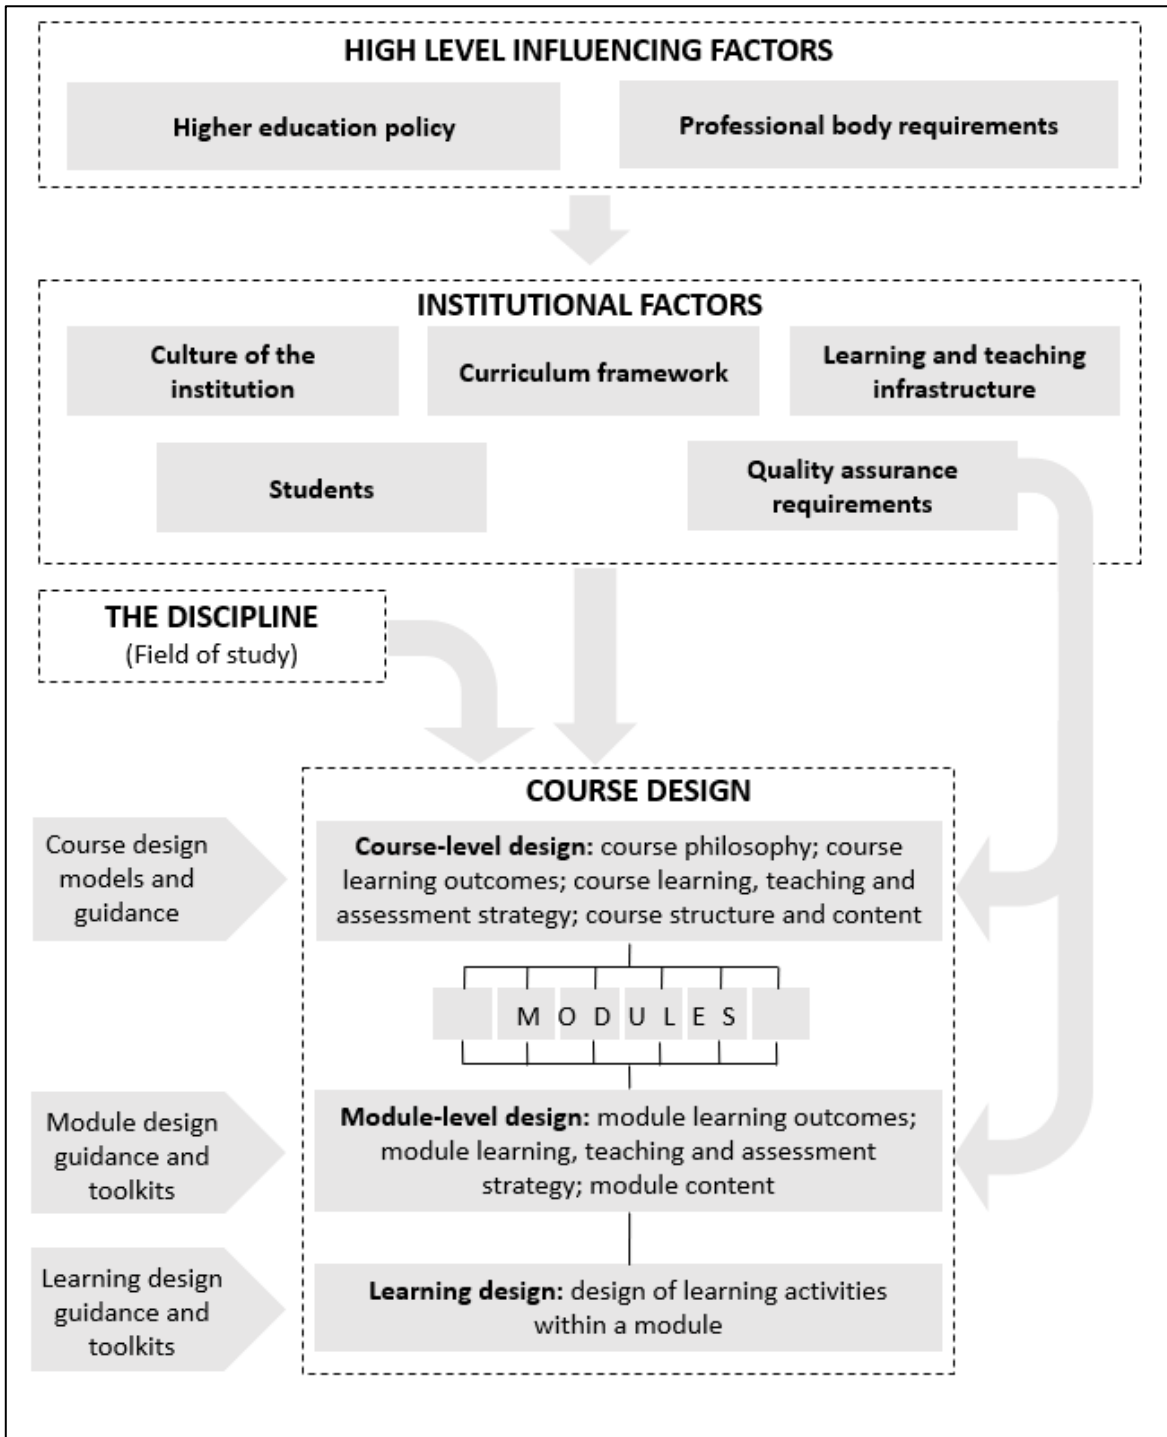 HIGH LEVEL INFLUENCING FACTORS
Higher education policy
Professional body requirements
INSTITUTIONAL FACTORS
Culture of the
institution
Curriculum framework
Learning and teaching
infrastructure
Students
Quality assurance
requirements
THE DISCIPLINE
(Field of study)
COURSE DESIGN
Course design
models and
guidance
Course-level design: course philosophy; course
learning outcomes; course learning, teaching and
assessment strategy; course structure and content
M O D U L E S
Module design
guidance and
toolkits
Module-level design: module learning outcomes;
module learning, teaching and assessment
strategy; module content
Learning design
guidance and
toolkits
Learning design: design of learning activities
within a module